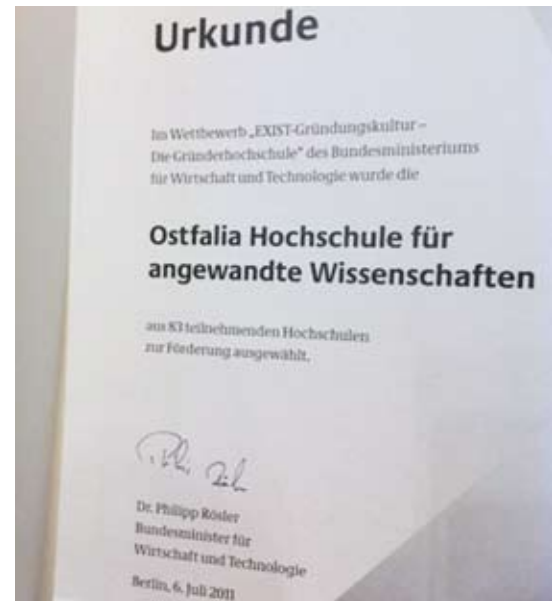 Urkunde
Im Wettbewerb „EXIST-Gründungskultur –
Die Gründerhochschule" des Bundesministeriums
für Wirtschaft und Technologie wurde die
Ostfalia Hochschule für
angewandte Wissenschaften
aus 83 teilnehmenden Hochschulen
zur Förderung ausgewählt.
Dr. Philipp Rösler
Bundesminister für
Wirtschaft und Technologie
Berlin, 6. Juli 2011